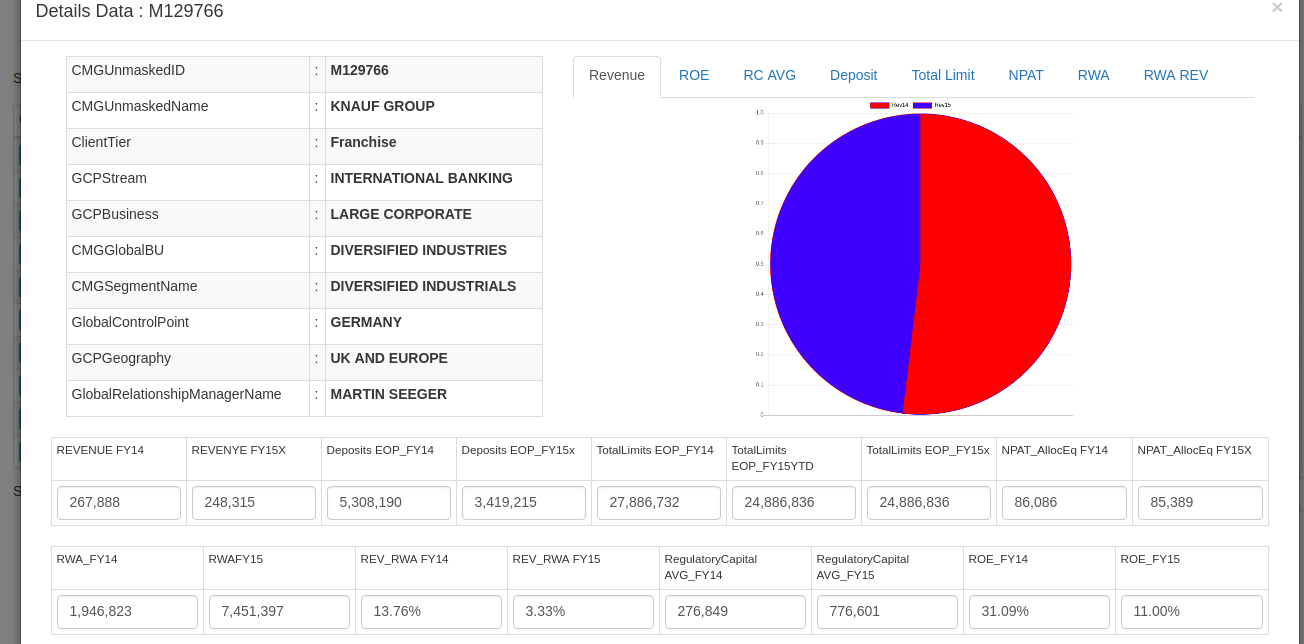 Details Data : M129766 ×
CMGUnmaskedID : M129766
CMGUnmaskedName : KNAUF GROUP
ClientTier : Franchise
GCPStream : INTERNATIONAL BANKING
GCPBusiness : LARGE CORPORATE
CMGGlobalBU : DIVERSIFIED INDUSTRIES
CMGSegmentName : DIVERSIFIED INDUSTRIALS
GlobalControlPoint : GERMANY
GCPGeography : UK AND EUROPE
GlobalRelationshipManagerName : MARTIN SEEGER
Revenue ROE RC AVG Deposit Total Limit NPAT RWA RWA REV
Rev14 Rev15
1.0
0.9
0.8
0.7
0.6
0.5
0.4
0.3
0.2
0.1
0
REVENUE FY14 REVENYE FY15X Deposits EOP_FY14 Deposits EOP_FY15x TotalLimits EOP_FY14 TotalLimits EOP_FY15YTD TotalLimits EOP_FY15x NPAT_AllocEq FY14 NPAT_AllocEq FY15X
267,888 248,315 5,308,190 3,419,215 27,886,732 24,886,836 24,886,836 86,086 85,389
RWA_FY14 RWAFY15 REV_RWA FY14 REV_RWA FY15 RegulatoryCapital AVG_FY14 RegulatoryCapital AVG_FY15 ROE_FY14 ROE_FY15
1,946,823 7,451,397 13.76% 3.33% 276,849 776,601 31.09% 11.00%